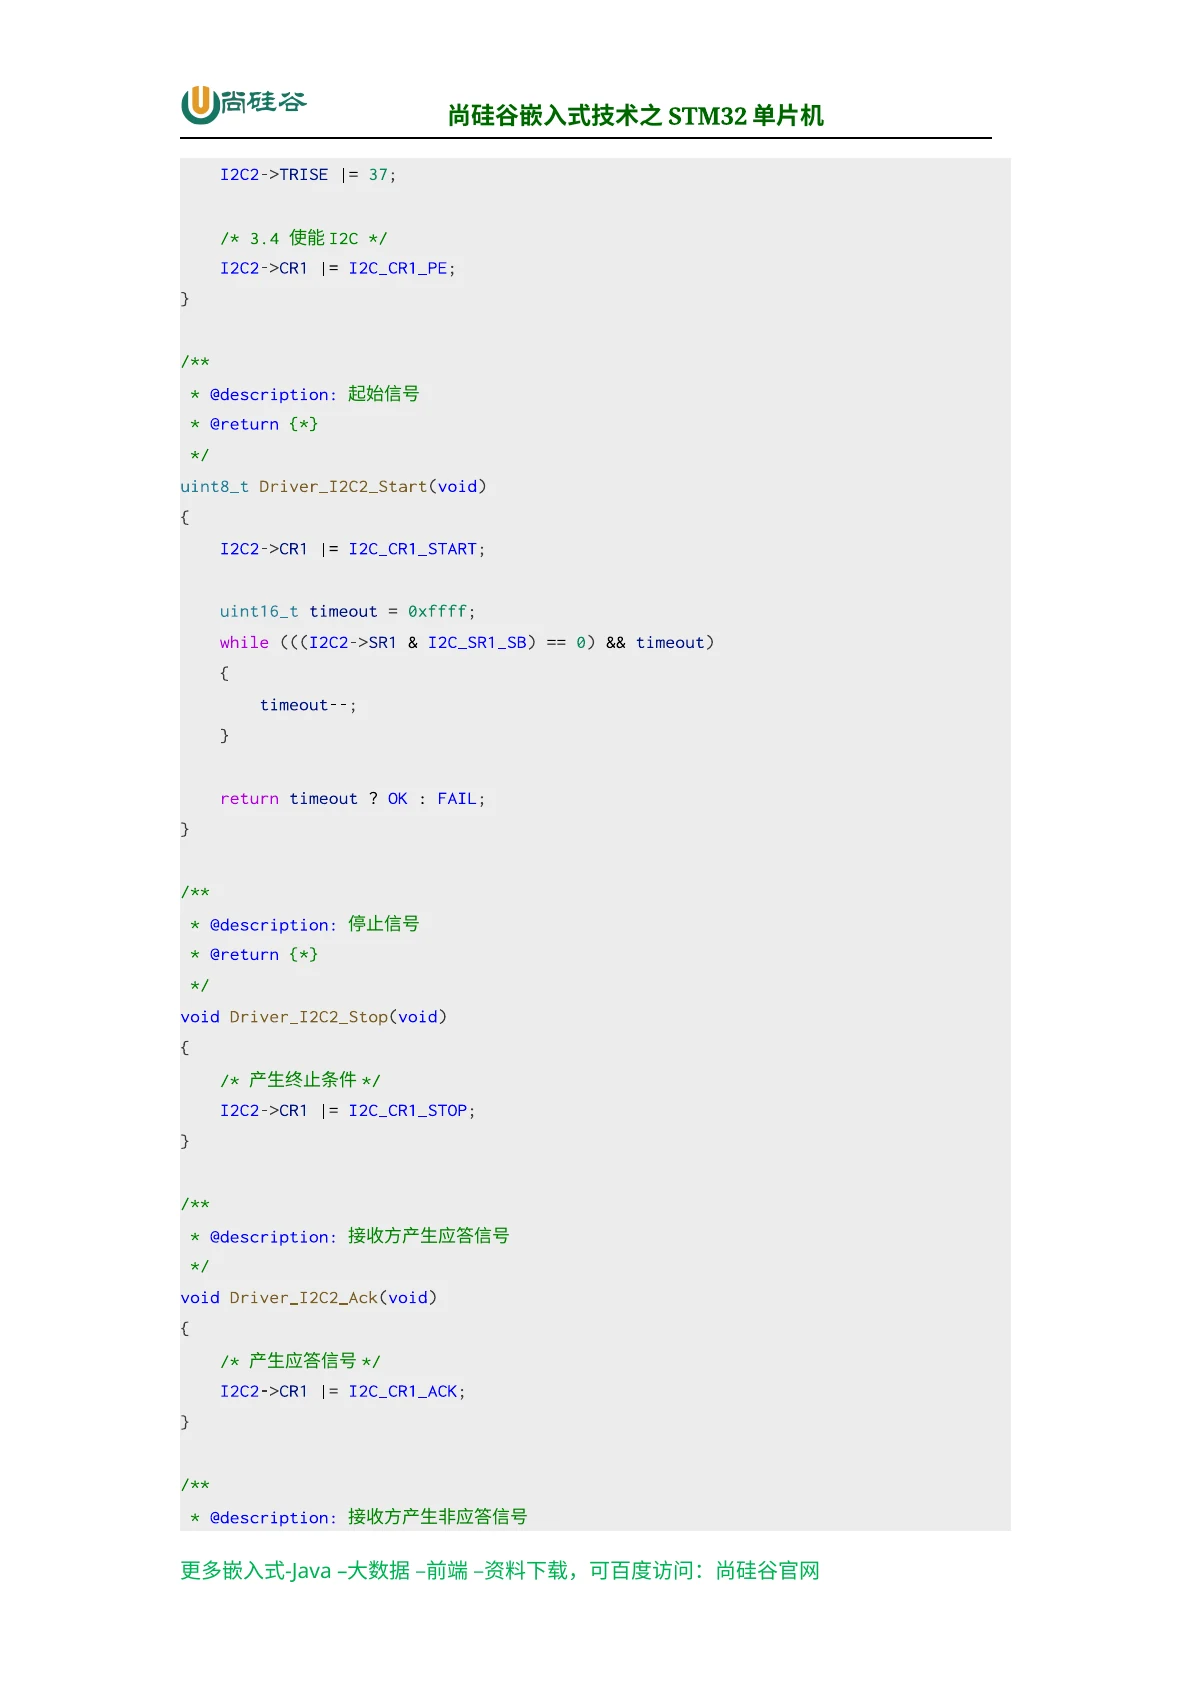 尚硅谷
尚硅谷嵌入式技术之 STM32 单片机
    I2C2->TRISE |= 37;

    /* 3.4 使能 I2C */
    I2C2->CR1 |= I2C_CR1_PE;
}

/**
 * @description: 起始信号
 * @return {*}
 */
uint8_t Driver_I2C2_Start(void)
{
    I2C2->CR1 |= I2C_CR1_START;

    uint16_t timeout = 0xffff;
    while (((I2C2->SR1 & I2C_SR1_SB) == 0) && timeout)
    {
        timeout--;
    }

    return timeout ? OK : FAIL;
}

/**
 * @description: 停止信号
 * @return {*}
 */
void Driver_I2C2_Stop(void)
{
    /* 产生终止条件 */
    I2C2->CR1 |= I2C_CR1_STOP;
}

/**
 * @description: 接收方产生应答信号
 */
void Driver_I2C2_Ack(void)
{
    /* 产生应答信号 */
    I2C2->CR1 |= I2C_CR1_ACK;
}

/**
 * @description: 接收方产生非应答信号
更多嵌入式-Java –大数据 –前端 –资料下载，可百度访问：尚硅谷官网